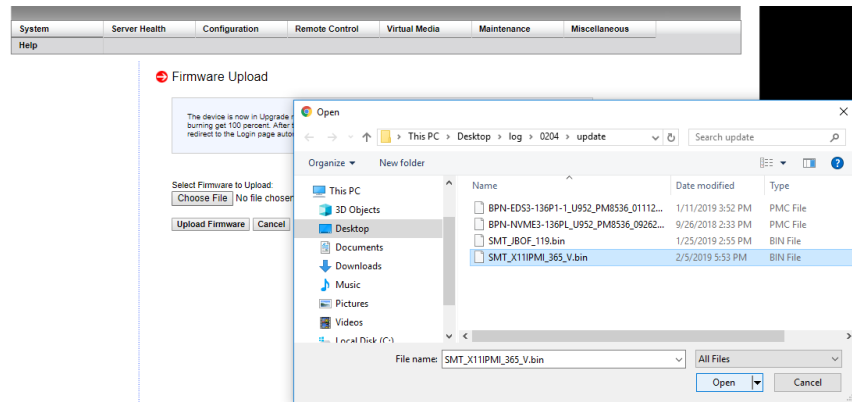 System Server Health Configuration Remote Control Virtual Media Maintenance Miscellaneous
Help
Firmware Upload
The device is now in Upgrade
burning get 100 percent. After
redirect to the Login page
Select Firmware to Upload:
Choose File No file chosen
Upload Firmware Cancel
Open
This PC > Desktop > log > 0204 > update
Search update
Organize New folder
This PC
3D Objects
Desktop
Documents
Downloads
Music
Pictures
Videos
Local Disk (C:)
Name Date modified Type
BPN-EDS3-136P1-1_U952_PM8536_01112... 1/11/2019 3:52 PM PMC File
BPN-NVME3-136PL_U952_PM8536_09262... 9/26/2018 2:33 PM PMC File
SMT_JBOF_119.bin 1/25/2019 2:55 PM BIN File
SMT_X11IPMI_365_V.bin 2/5/2019 5:53 PM BIN File
File name: SMT_X11IPMI_365_V.bin All Files
Open Cancel